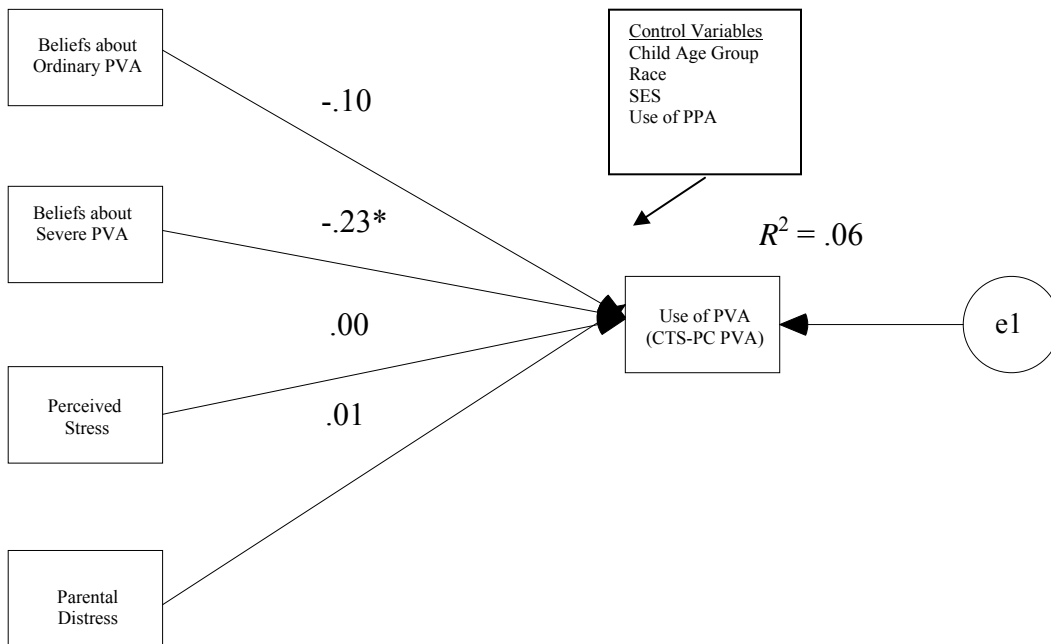 Beliefs about
Ordinary PVA
Control Variables
Child Age Group
Race
SES
Use of PPA
-.10
Beliefs about
Severe PVA
-.23*
R² = .06
.00
Use of PVA
(CTS-PC PVA)
e1
Perceived
Stress
.01
Parental
Distress